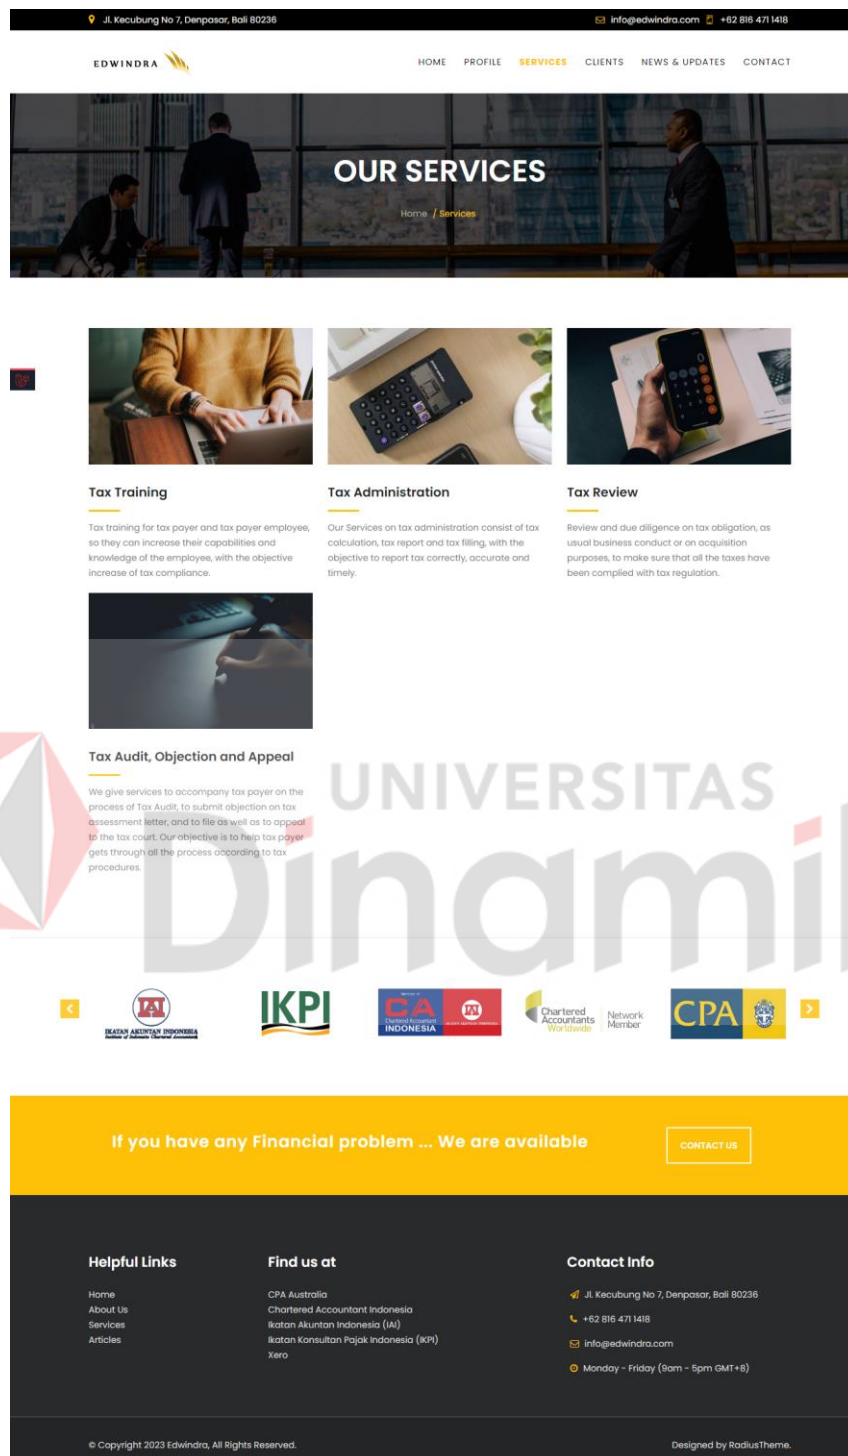 Jl. Kecubung No 7, Denpasar, Bali 80236
info@edwindra.com
+62 816 471 1418
EDWINDRA
HOME
PROFILE
SERVICES
CLIENTS
NEWS & UPDATES
CONTACT
OUR SERVICES
Home / Services
Tax Training
Tax training for tax payer and tax payer employee,
so they can increase their capabilities and
knowledge of the employee, with the objective
increase of tax compliance.
Tax Administration
Our Services on tax administration consist of tax
calculation, tax report and tax filling, with the
objective to report tax correctly, accurate and
timely.
Tax Review
Review and due diligence on tax obligation, as
usual business conduct or on acquisition
purposes, to make sure that all the taxes have
been complied with tax regulation.
Tax Audit, Objection and Appeal
We give services to accompany tax payer on the
process of Tax Audit, to submit objection on tax
assessment letter, and to file as well as to appeal
to the tax court. Our objective is to help tax payer
gets through all the process according to tax
procedures.
UNIVERSITAS
Dinami
IAI
IKATAN AKUNTAN INDONESIA
Institute of Indonesia Chartered Accountants
IKPI
CA
Chartered Accountant
INDONESIA
IAI
Chartered
Accountants
Worldwide
Network
Member
CPA
If you have any Financial problem ... We are available
CONTACT US
Helpful Links
Home
About Us
Services
Articles
Find us at
CPA Australia
Chartered Accountant Indonesia
Ikatan Akuntan Indonesia (IAI)
Ikatan Konsultan Pajak Indonesia (IKPI)
Xero
Contact Info
Jl. Kecubung No 7, Denpasar, Bali 80236
+62 816 471 1418
info@edwindra.com
Monday - Friday (9am - 5pm GMT+8)
© Copyright 2023 Edwindra, All Rights Reserved.
Designed by RadiusTheme.